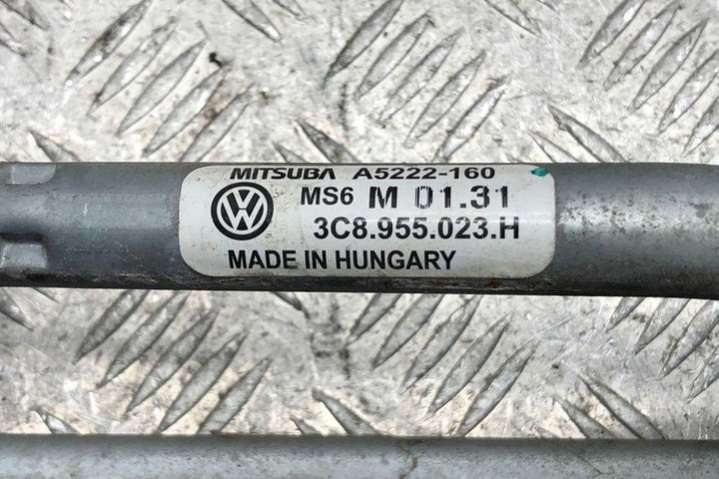 MITSUBA A5222-160
MS6 M 01.31
3C8.955.023.H
MADE IN HUNGARY